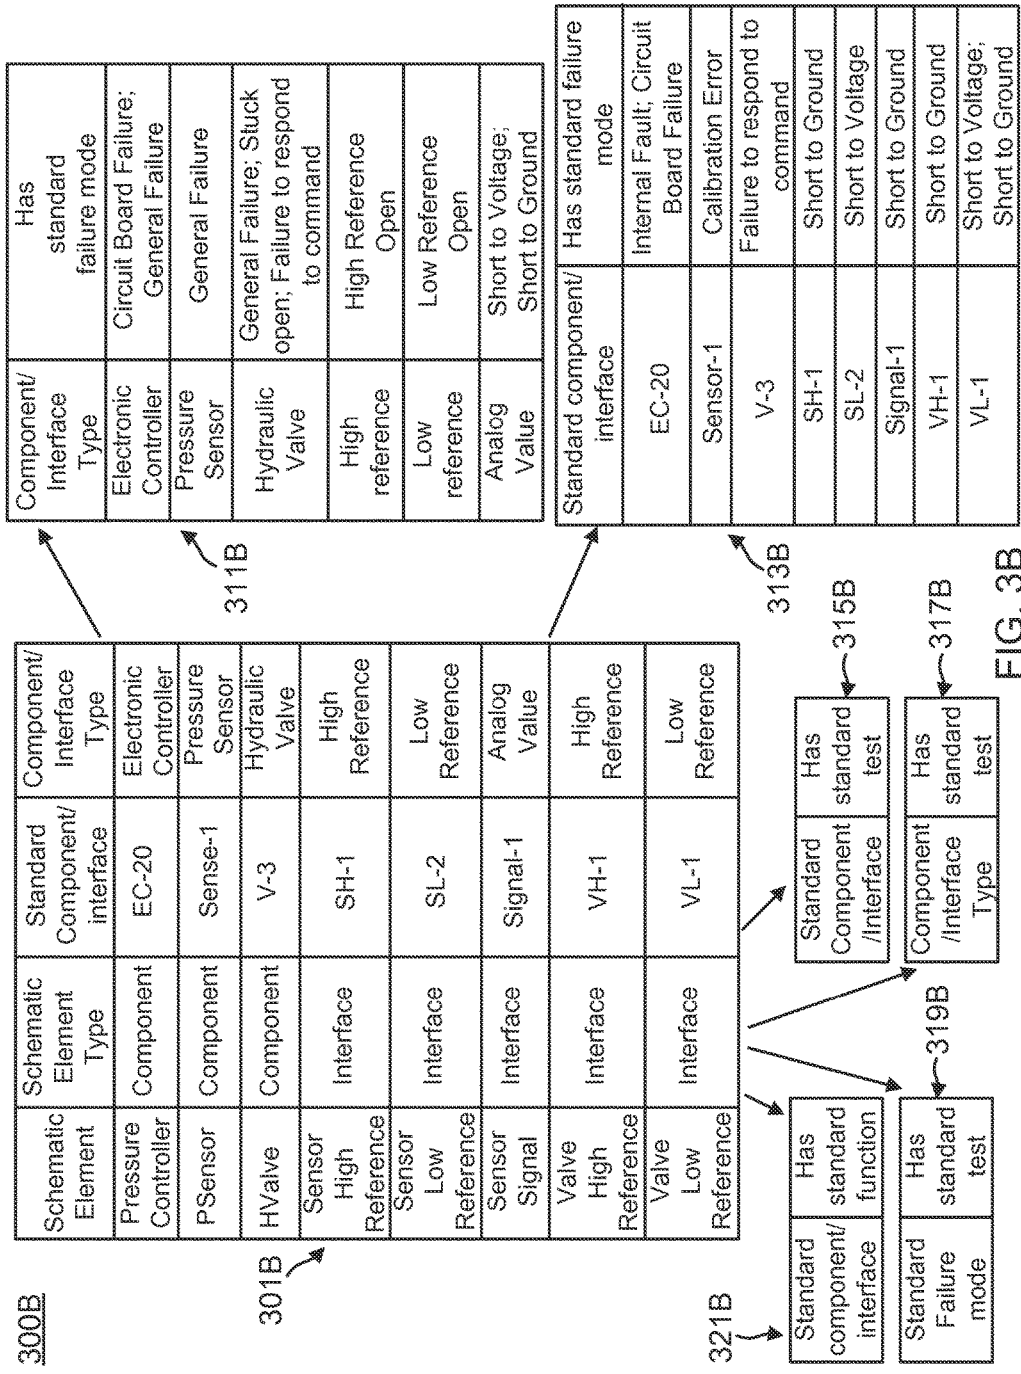 300B
Schematic
Element
Schematic
Element
Type
Standard
Component/
interface
Component/
Interface
Type
Pressure
Controller
Component
EC-20
Electronic
Controller
PSensor
Component
Sense--1
Pressure
Sensor
HValve
Component
V-3
Hydraulic
Valve
Sensor
High
Reference
Interface
SH-1
High
Reference
Sensor
Low
Reference
Interface
SL-2
Low
Reference
Sensor
Signal
Interface
Signal-1
Analog
Value
Valve
High
Reference
Interface
VH-1
High
Reference
Valve
Low
Reference
Interface
VL-1
Low
Reference
301B
Component/
Interface
Type
Has
standard
failure mode
Electronic
Controller
Circuit Board Failure;
General Failure
Pressure
Sensor
General Failure
Hydraulic
Valve
General Failure; Stuck
open; Failure to respond
to command
High
reference
High Reference
Open
Low
reference
Low Reference
Open
Analog
Value
Short to Voltage;
Short to Ground
311B
Standard component/
interface
Has standard failure
mode
EC-20
Internal Fault; Circuit
Board Failure
Sensor-1
Calibration Error
V-3
Failure to respond to
command
SH-1
Short to Ground
SL-2
Short to Voltage
Signal-1
Short to Ground
VH-1
Short to Ground
VL-1
Short to Voltage;
Short to Ground
313B
321B
Standard
component/
interface
Has
standard
function
Standard
Failure
mode
Has
standard
test
319B
Standard
Component
/Interface
Has
standard
test
315B
Component
/Interface
Type
Has
standard
test
317B
FIG. 3B